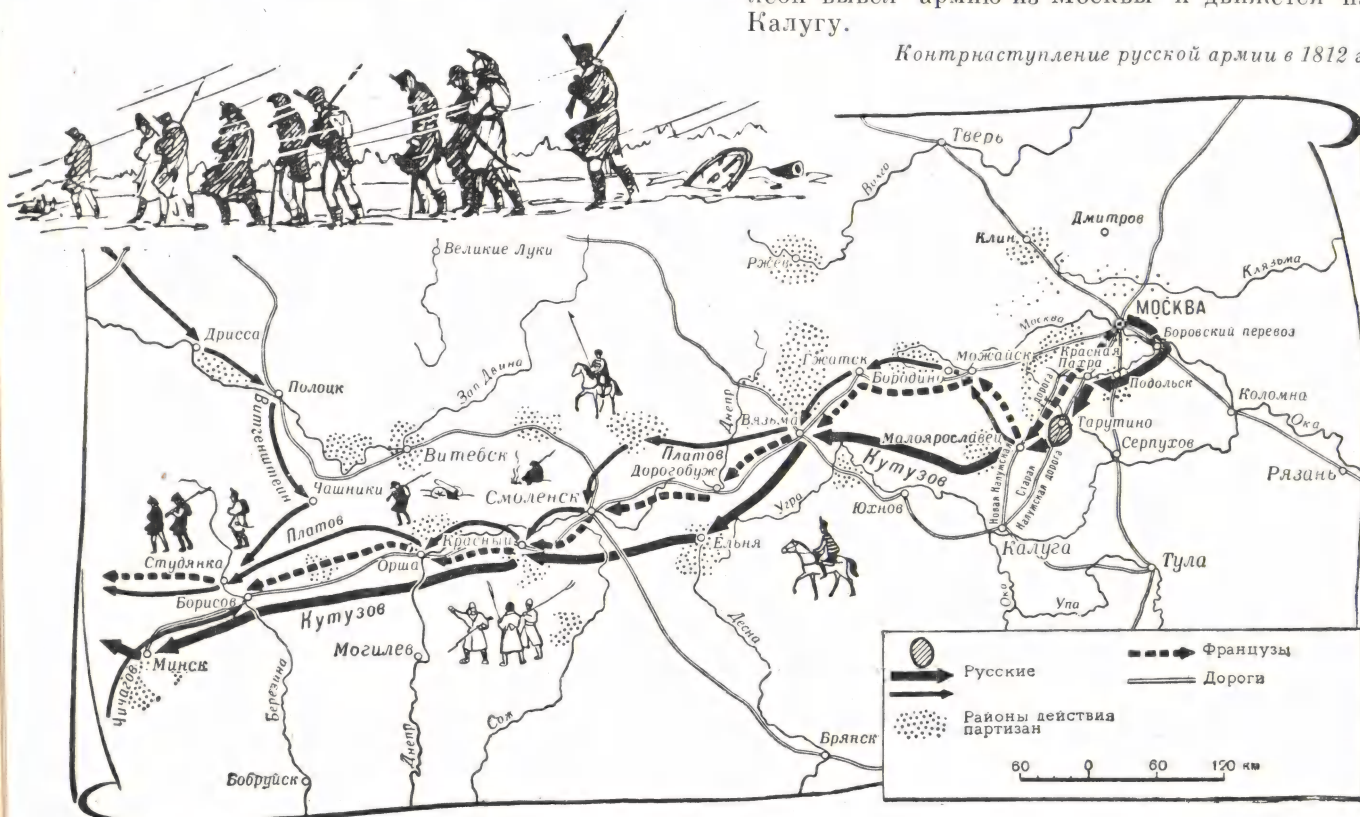 Калугу.
Контрнаступление русской армии в 1812
Тверь
Волга
Дмитров
Клин
Клязьма
Великие Луки
Ржев
МОСКВА
Москва
Боровский перевоз
Дрисса
Гжатск
Можайск
Красная
Пахра
Бородино
дорога
Подольск
Полоцк
Зап Двина
Коломна
Ока
Днепр
Вязьма
Тарутино
Витгенштейн
Малоярославец
Серпухов
Витебск
Платов
Кутузов
Рязань
Дорогобуж
Чашники
Смоленск
Новая Калужская
Старая
Калужская дорога
Угра
Юхнов
Платов
Красный
Ельня
Калуга
Орша
Тула
Студянка
Борисов
Кутузов
Ока
Упа
Десна
Могилев
Минск
Чичагов
Березина
Сож
Днепр
Брянск
Бобруйск
Русские
Французы
Дороги
Районы действия
партизан
60 0 60 120 км